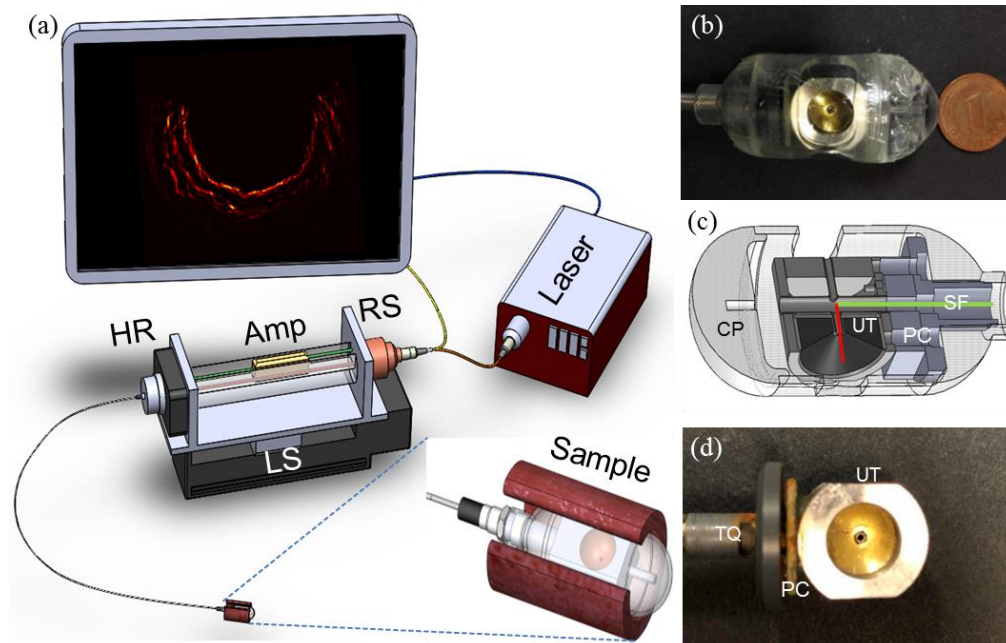 (a)
HR
Amp
RS
Laser
LS
Sample
(b)
(c)
CP
UT
SF
PC
(d)
UT
TQ
PC